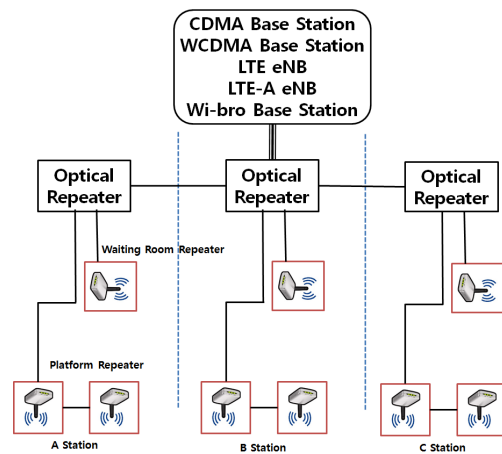 CDMA Base Station
WCDMA Base Station
LTE eNB
LTE-A eNB
Wi-bro Base Station
Optical
Repeater
Optical
Repeater
Optical
Repeater
Waiting Room Repeater
Platform Repeater
A Station
B Station
C Station